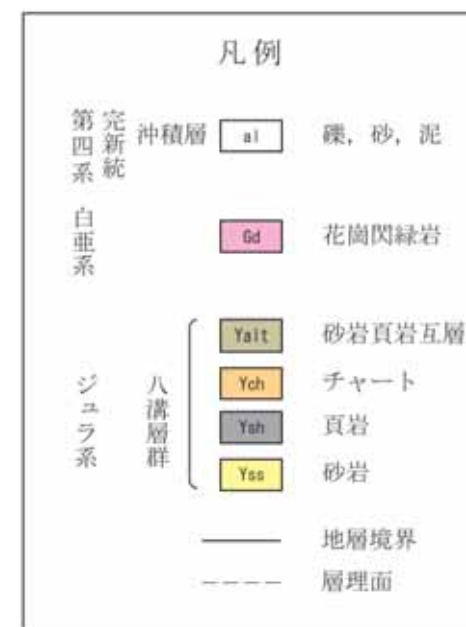 凡例
第四系 完新統 沖積層 al 礫，砂，泥
白亜系 Gd 花崗閃緑岩
ジュラ系 八溝層群
Yalt 砂岩頁岩互層
Ych チャート
Ysh 頁岩
Yss 砂岩
地層境界
層理面